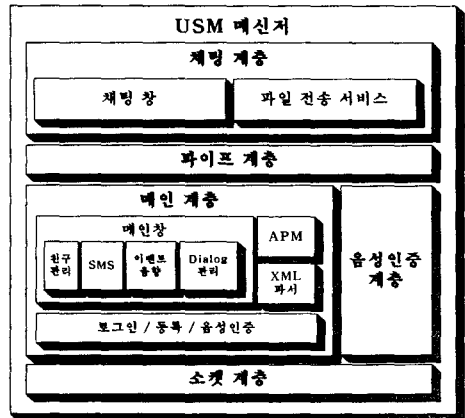 USM 메신저
채팅 계층
채팅 창
파일 전송 서비스
파이프 계층
메인 계층
메인창
친구
관리
SMS
이벤트
음향
Dialog
관리
APM
XML
파서
로그인 / 등록 / 음성인증
음성인증
계층
소켓 계층